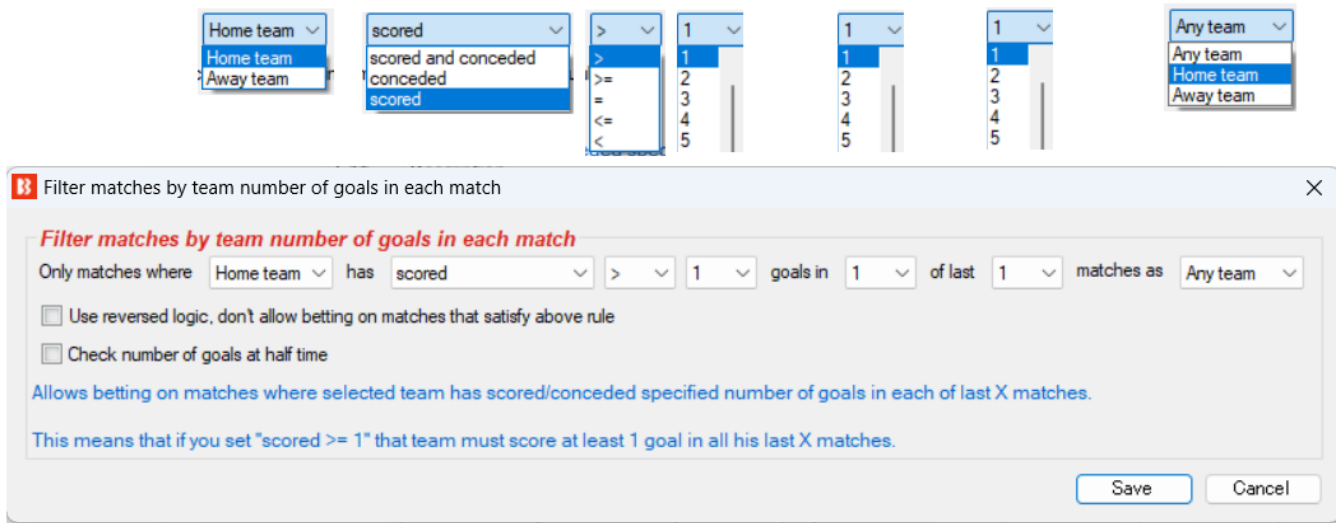 Home team scored > 1 1 1 Any team
Home team scored and conceded > 1 1 1 Any team
Away team conceded >= 2 2 2 Home team
scored = 3 3 3 Away team
<= 4 4 4
< 5 5 5
Filter matches by team number of goals in each match
Filter matches by team number of goals in each match
Only matches where Home team has scored > 1 goals in 1 of last 1 matches as Any team
Use reversed logic, don't allow betting on matches that satisfy above rule
Check number of goals at half time
Allows betting on matches where selected team has scored/conceded specified number of goals in each of last X matches.
This means that if you set "scored >= 1" that team must score at least 1 goal in all his last X matches.
Save Cancel